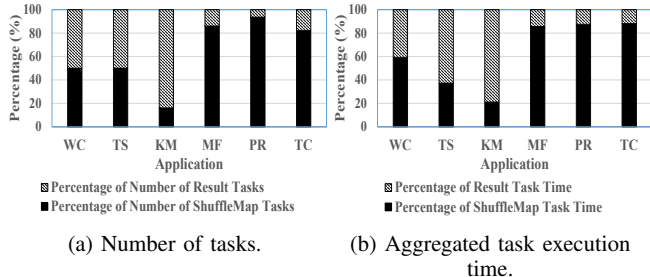 Percentage (%)
100
80
60
40
20
0
WC TS KM MF PR TC
Application
Percentage of Number of Result Tasks
Percentage of Number of ShuffleMap Tasks
(a) Number of tasks.
Percentage (%)
100
80
60
40
20
0
WC TS KM MF PR TC
Application
Percentage of Result Task Time
Percentage of ShuffleMap Task Time
(b) Aggregated task execution
time.